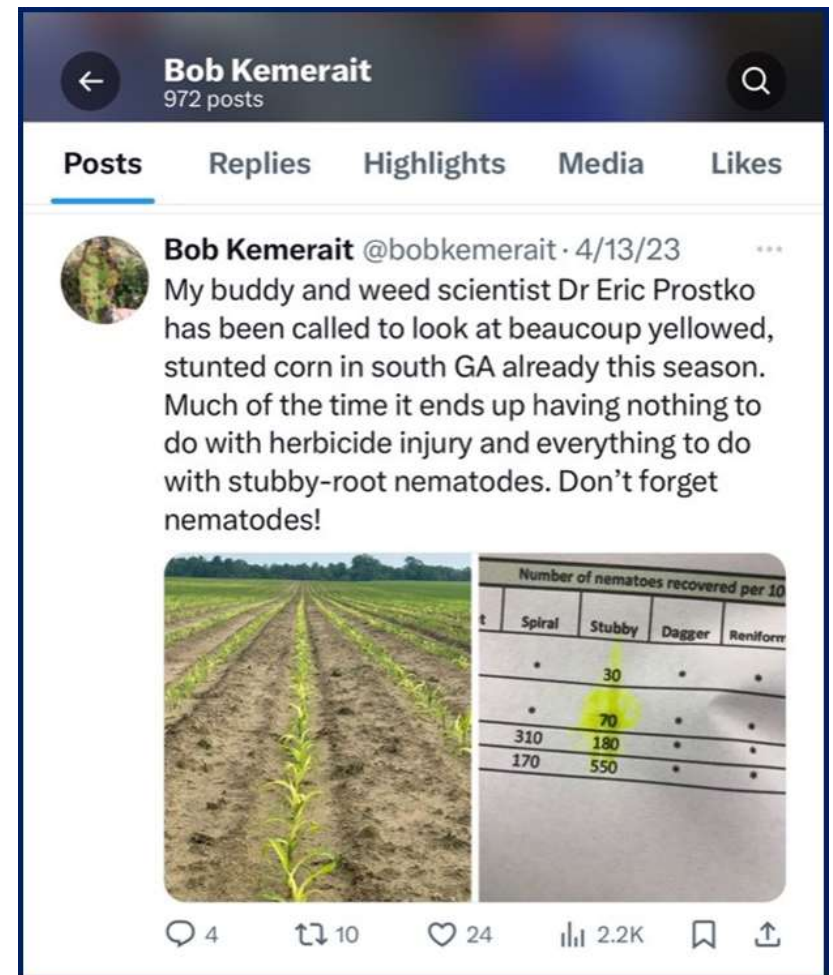 Bob Kemerait
972 posts
Posts Replies Highlights Media Likes
Bob Kemerait @bobkemerait · 4/13/23
My buddy and weed scientist Dr Eric Prostko
has been called to look at beaucoup yellowed,
stunted corn in south GA already this season.
Much of the time it ends up having nothing to
do with herbicide injury and everything to do
with stubby-root nematodes. Don’t forget
nematodes!
Number of nematoes recovered per 10
t Spiral Stubby Dagger Reniform
• 30 • •
• 70 • •
310 180 • •
170 550 • •
4 10 24 2.2K